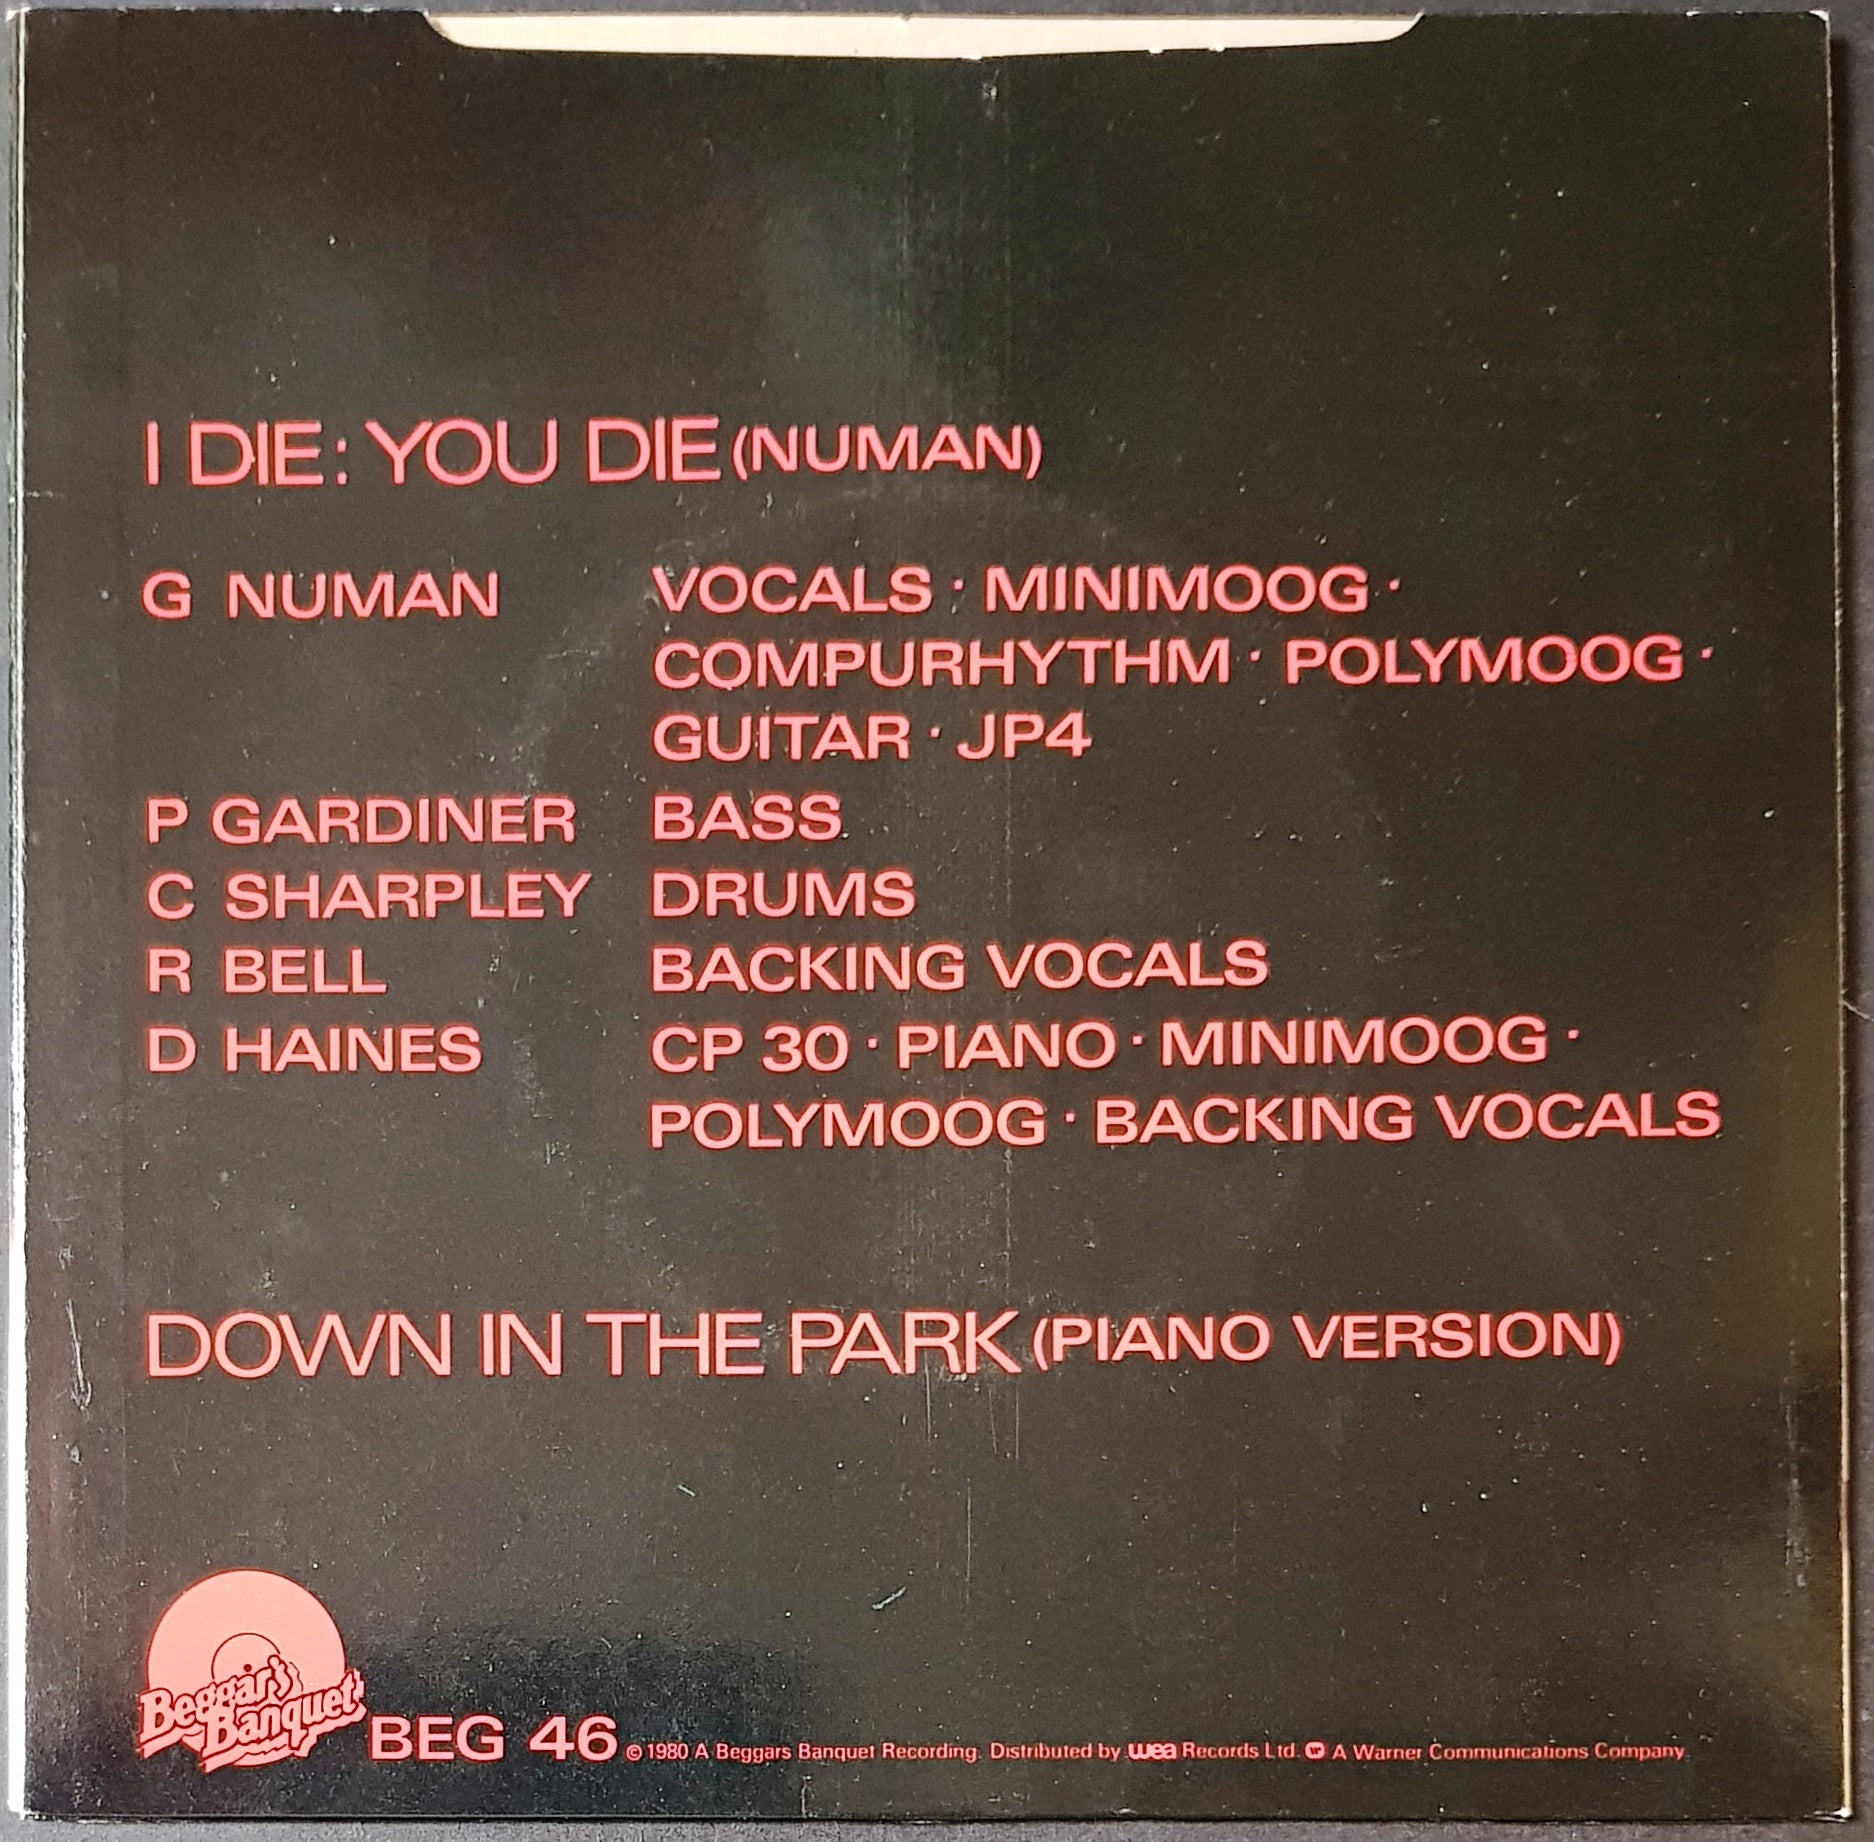 I DIE: YOU DIE (NUMAN)
G NUMAN VOCALS · MINIMOOG ·
COMPURHYTHM · POLYMOOG ·
GUITAR · JP4
P GARDINER BASS
C SHARPLEY DRUMS
R BELL BACKING VOCALS
D HAINES CP 30 · PIANO · MINIMOOG ·
POLYMOOG · BACKING VOCALS
DOWN IN THE PARK (PIANO VERSION)
Beggar's
Banquet
BEG 46 © 1980 A Beggars Banquet Recording. Distributed by wea Records Ltd. A Warner Communications Company